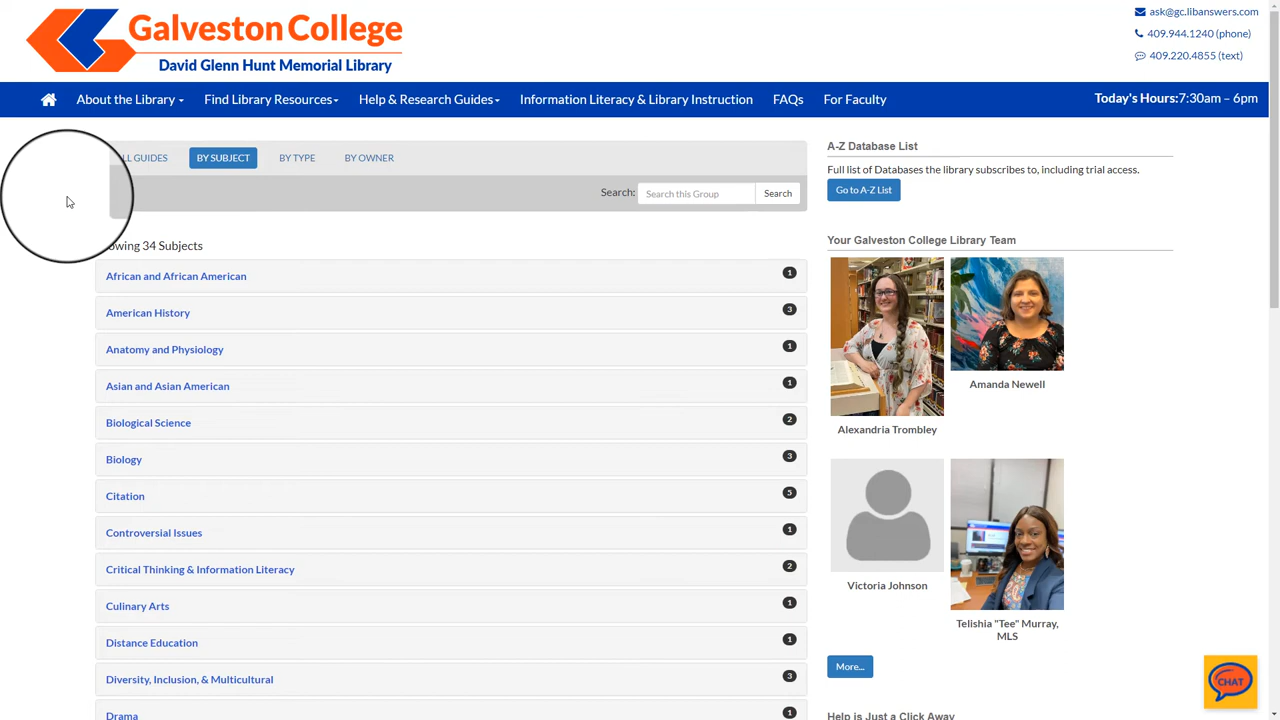 Galveston College
David Glenn Hunt Memorial Library
ask@gc.libanswers.com
409.944.1240 (phone)
409.220.4855 (text)
About the Library
Find Library Resources
Help & Research Guides
Information Literacy & Library Instruction
FAQs
For Faculty
Today's Hours:7:30am – 6pm
LL GUIDES
BY SUBJECT
BY TYPE
BY OWNER
Search:
Search this Group
Search
owing 34 Subjects
African and African American 1
American History 3
Anatomy and Physiology 1
Asian and Asian American 1
Biological Science 2
Biology 3
Citation 5
Controversial Issues 1
Critical Thinking & Information Literacy 2
Culinary Arts 1
Distance Education 1
Diversity, Inclusion, & Multicultural 3
Drama 1
A-Z Database List
Full list of Databases the library subscribes to, including trial access.
Go to A-Z List
Your Galveston College Library Team
Alexandria Trombley
Amanda Newell
Victoria Johnson
Telishia "Tee" Murray,
MLS
More...
Help is Just a Click Away
CHAT